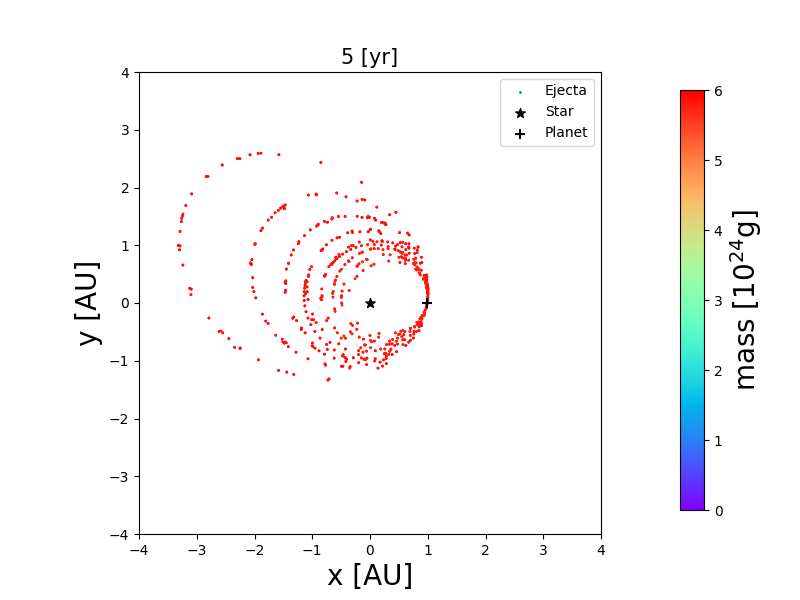 5 [yr]
Ejecta
Star
Planet
4
3
2
1
0
−1
−2
−3
−4
y [AU]
−4 −3 −2 −1 0 1 2 3 4
x [AU]
6
5
4
3
2
1
0
mass [10²⁴g]